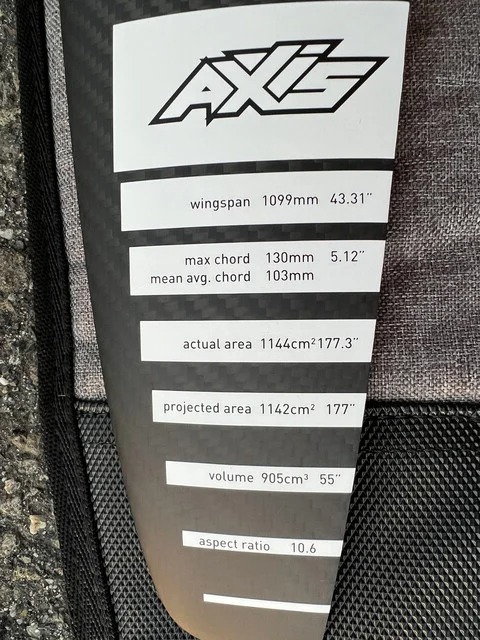 AXIS
wingspan 1099mm 43.31"
max chord 130mm 5.12"
mean avg. chord 103mm
actual area 1144cm² 177.3"
projected area 1142cm² 177"
volume 905cm³ 55"
aspect ratio 10.6